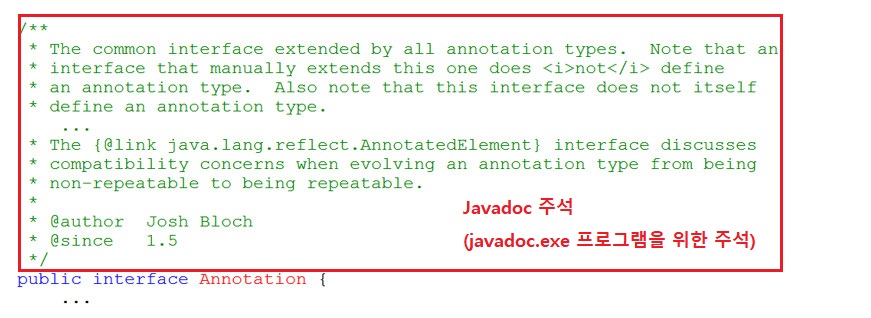 /**
 * The common interface extended by all annotation types.  Note that an
 * interface that manually extends this one does <i>not</i> define
 * an annotation type.  Also note that this interface does not itself
 * define an annotation type.
    ...
 * The {@link java.lang.reflect.AnnotatedElement} interface discusses
 * compatibility concerns when evolving an annotation type from being
 * non-repeatable to being repeatable.
 *
 * @author  Josh Bloch
 * @since   1.5
 */
Javadoc 주석
(javadoc.exe 프로그램을 위한 주석)
public interface Annotation {
    ...